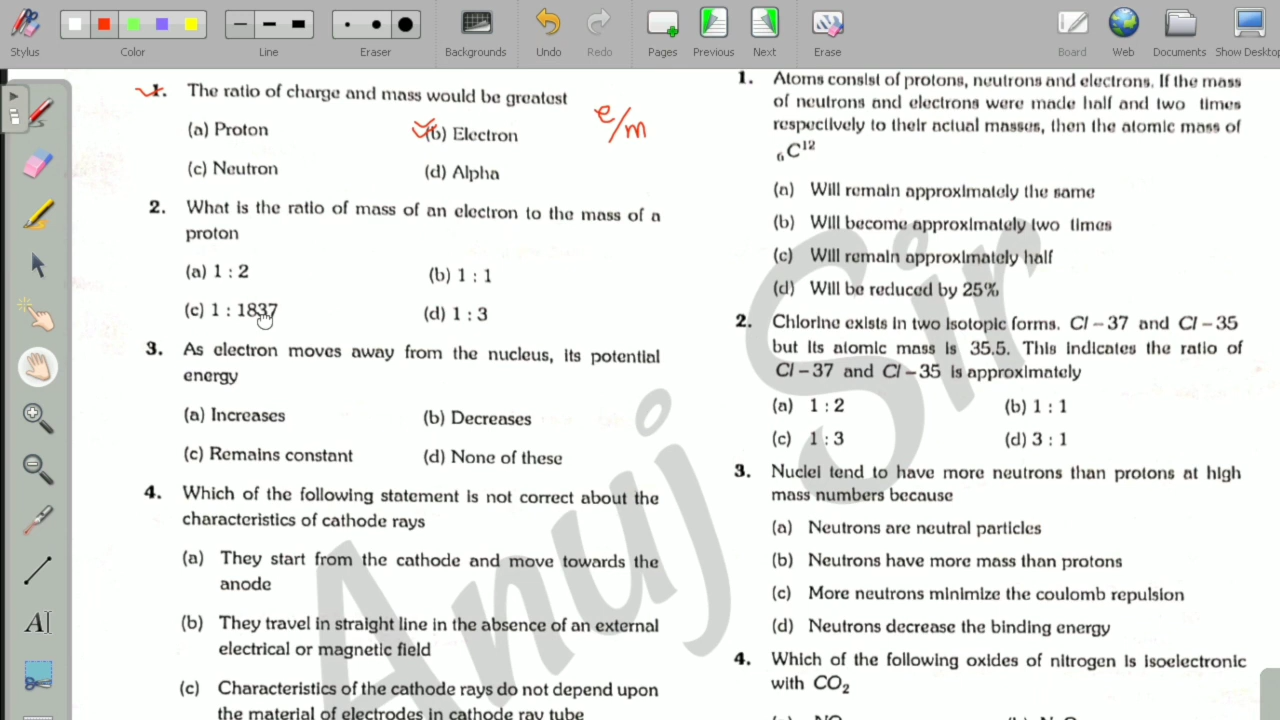 Stylus
Color
Line
Eraser
Backgrounds
Undo
Redo
Pages
Previous
Next
Erase
Board
Web
Documents
Show Desktop
1. The ratio of charge and mass would be greatest
(a) Proton
(b) Electron
e/m
(c) Neutron
(d) Alpha
2. What is the ratio of mass of an electron to the mass of a
proton
(a) 1 : 2
(b) 1 : 1
(c) 1 : 1837
(d) 1 : 3
3. As electron moves away from the nucleus, its potential
energy
(a) Increases
(b) Decreases
(c) Remains constant
(d) None of these
4. Which of the following statement is not correct about the
characteristics of cathode rays
(a) They start from the cathode and move towards the
anode
(b) They travel in straight line in the absence of an external
electrical or magnetic field
(c) Characteristics of the cathode rays do not depend upon
the material of electrodes in cathode ray tube
1. Atoms consist of protons, neutrons and electrons. If the mass
of neutrons and electrons were made half and two times
respectively to their actual masses, then the atomic mass of
₆C¹²
(a) Will remain approximately the same
(b) Will become approximately two times
(c) Will remain approximately half
(d) Will be reduced by 25%
2. Chlorine exists in two isotopic forms. Cl – 37 and Cl – 35
but its atomic mass is 35.5. This indicates the ratio of
Cl – 37 and Cl – 35 is approximately
(a) 1 : 2
(b) 1 : 1
(c) 1 : 3
(d) 3 : 1
3. Nuclei tend to have more neutrons than protons at high
mass numbers because
(a) Neutrons are neutral particles
(b) Neutrons have more mass than protons
(c) More neutrons minimize the coulomb repulsion
(d) Neutrons decrease the binding energy
4. Which of the following oxides of nitrogen is isoelectronic
with CO₂
Anuj Sir
A